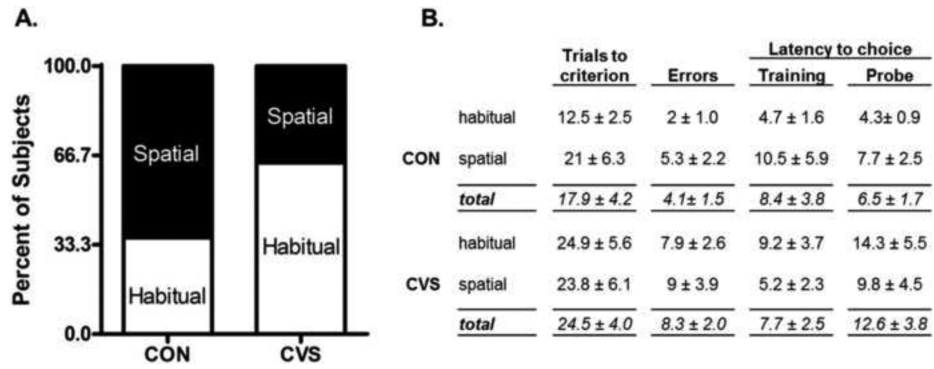 A.
Percent of Subjects
100.0
66.7
33.3
0.0
Spatial
Habitual
Spatial
Habitual
CON
CVS
B.
Latency to choice
Trials to criterion Errors Training Probe
CON
habitual 12.5 ± 2.5 2 ± 1.0 4.7 ± 1.6 4.3± 0.9
spatial 21 ± 6.3 5.3 ± 2.2 10.5 ± 5.9 7.7 ± 2.5
total 17.9 ± 4.2 4.1± 1.5 8.4 ± 3.8 6.5 ± 1.7
CVS
habitual 24.9 ± 5.6 7.9 ± 2.6 9.2 ± 3.7 14.3 ± 5.5
spatial 23.8 ± 6.1 9 ± 3.9 5.2 ± 2.3 9.8 ± 4.5
total 24.5 ± 4.0 8.3 ± 2.0 7.7 ± 2.5 12.6 ± 3.8